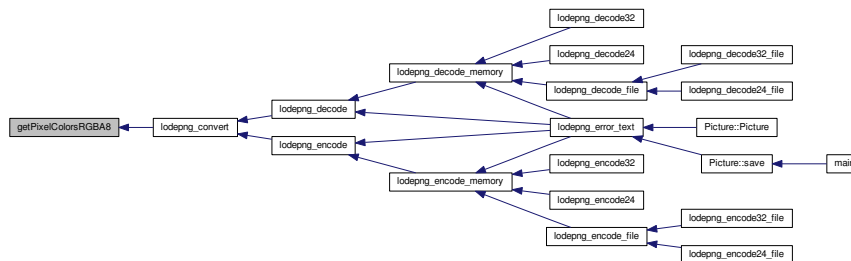 lodepng_decode32
lodepng_decode24
lodepng_decode32_file
lodepng_decode_memory
lodepng_decode_file
lodepng_decode24_file
lodepng_decode
getPixelColorsRGBA8
lodepng_convert
lodepng_error_text
Picture::Picture
lodepng_encode
Picture::save
lodepng_encode32
lodepng_encode_memory
lodepng_encode24
lodepng_encode32_file
lodepng_encode_file
lodepng_encode24_file